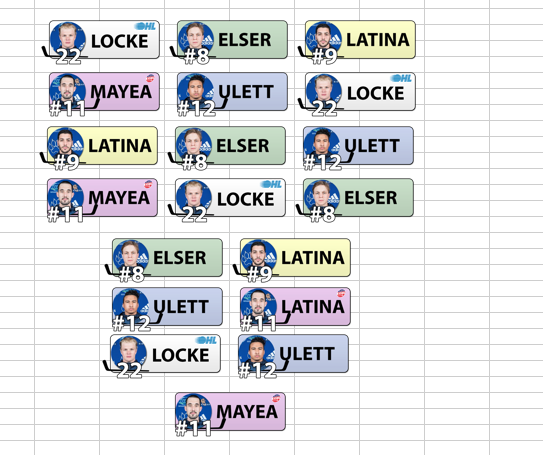 OHL
22 LOCKE #8 ELSER #9 LATINA
#11 MAYEA #12 ULETT 22 LOCKE OHL
#9 LATINA #8 ELSER #12 ULETT
#11 MAYEA 22 LOCKE OHL #8 ELSER
#8 ELSER #9 LATINA
#12 ULETT #11 LATINA
22 LOCKE OHL #12 ULETT
#11 MAYEA